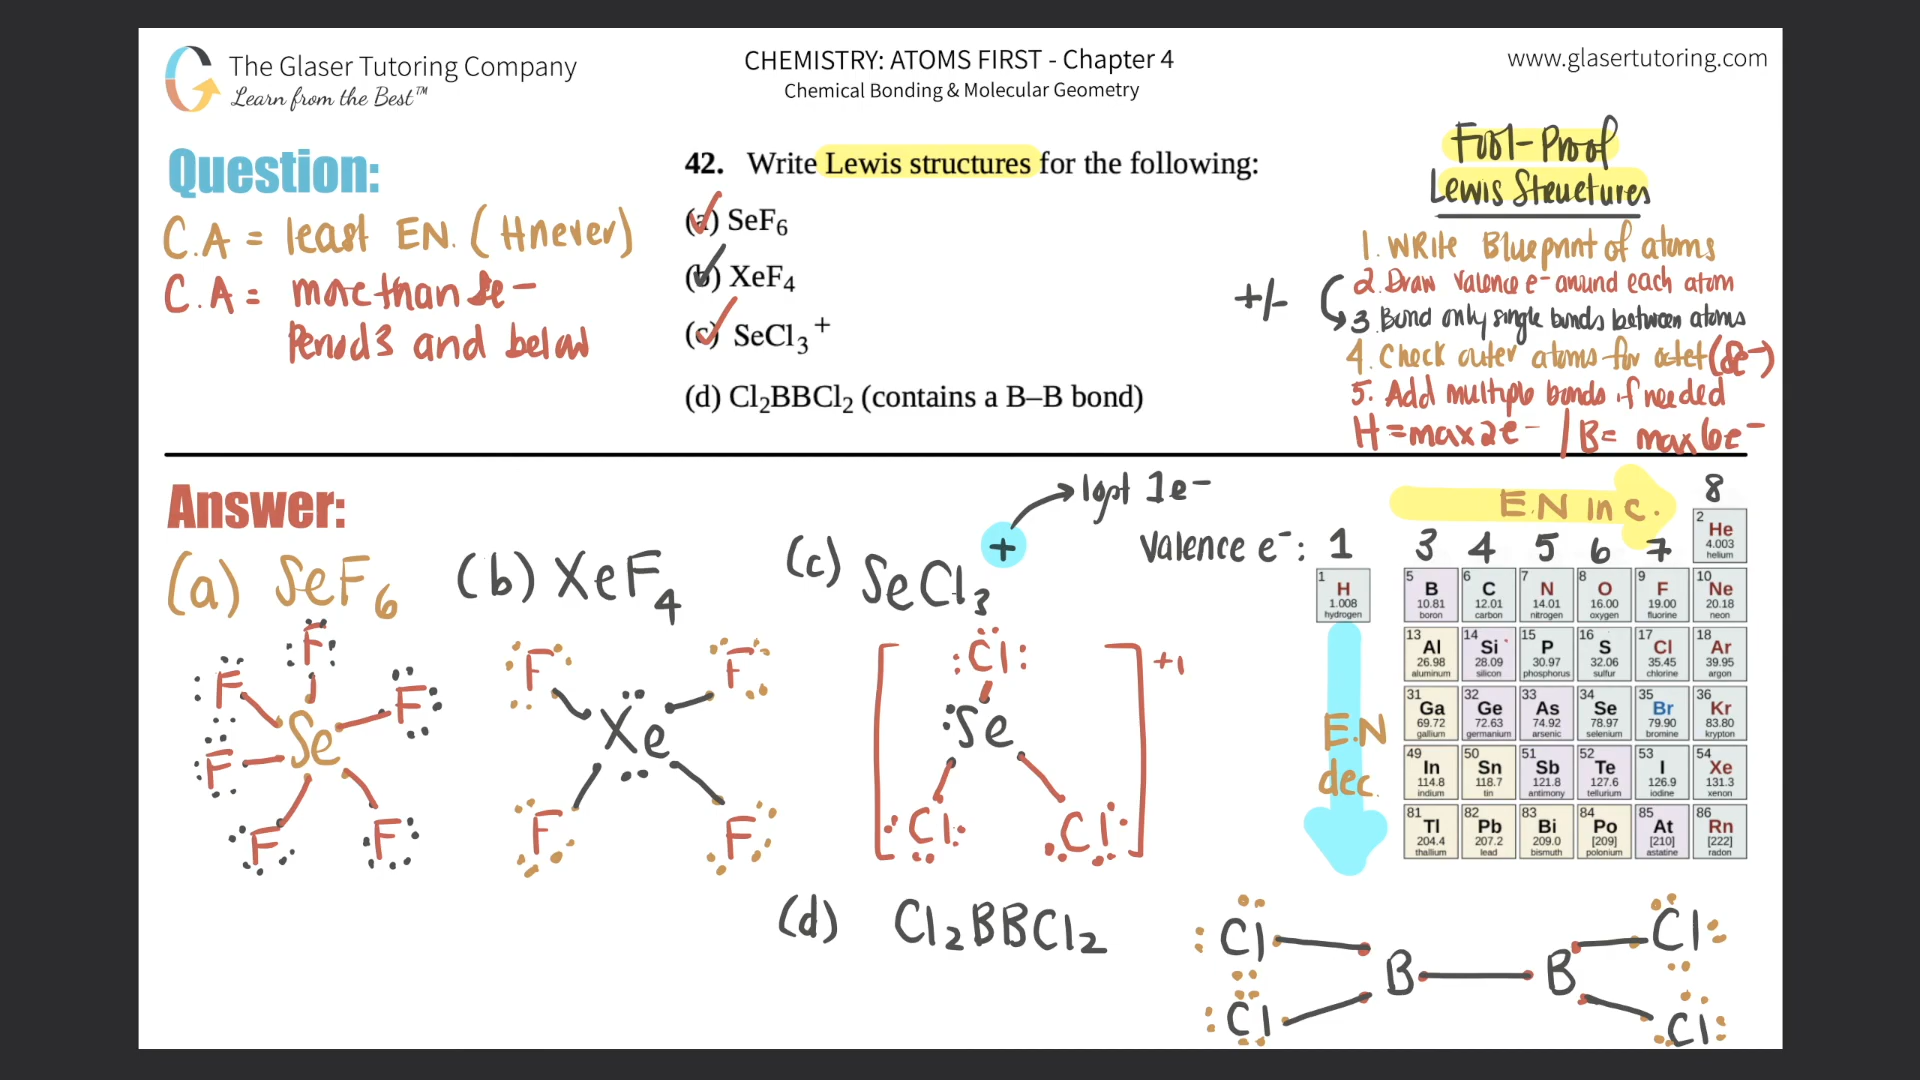 The Glaser Tutoring Company
Learn from the Best™
CHEMISTRY: ATOMS FIRST - Chapter 4
Chemical Bonding & Molecular Geometry
www.glasertutoring.com
Question:
C.A = least EN. (H never)
C.A = more than 8e-
Period 3 and below
42. Write Lewis structures for the following:
(a) SeF6
(b) XeF4
(c) SeCl3+
(d) Cl2BBCl2 (contains a B–B bond)
Fool-Proof
Lewis Structures
1. Write Blueprint of atoms
2. Draw valence e- around each atom
+/-
3. Bond only single bonds between atoms
4. Check outer atoms for octet (8e-)
5. Add multiple bonds if needed
H = max 2e- / B = max 6e-
Answer:
(a) SeF6
F
F
F
Se
F
F
F
(b) XeF4
F
F
Xe
F
F
(c) SeCl3+
lost 1e-
Cl
+1
Se
Cl
Cl
(d) Cl2BBCl2
Cl
Cl
B
B
Cl
Cl
EN inc.
8
Valence e-: 1 3 4 5 6 7
EN
dec.
2 He 4.003 helium
1 H 1.008 hydrogen
5 B 10.81 boron
6 C 12.01 carbon
7 N 14.01 nitrogen
8 O 16.00 oxygen
9 F 19.00 fluorine
10 Ne 20.18 neon
13 Al 26.98 aluminum
14 Si 28.09 silicon
15 P 30.97 phosphorus
16 S 32.06 sulfur
17 Cl 35.45 chlorine
18 Ar 39.95 argon
31 Ga 69.72 gallium
32 Ge 72.63 germanium
33 As 74.92 arsenic
34 Se 78.97 selenium
35 Br 79.90 bromine
36 Kr 83.80 krypton
49 In 114.8 indium
50 Sn 118.7 tin
51 Sb 121.8 antimony
52 Te 127.6 tellurium
53 I 126.9 iodine
54 Xe 131.3 xenon
81 Tl 204.4 thallium
82 Pb 207.2 lead
83 Bi 209.0 bismuth
84 Po [209] polonium
85 At [210] astatine
86 Rn [222] radon